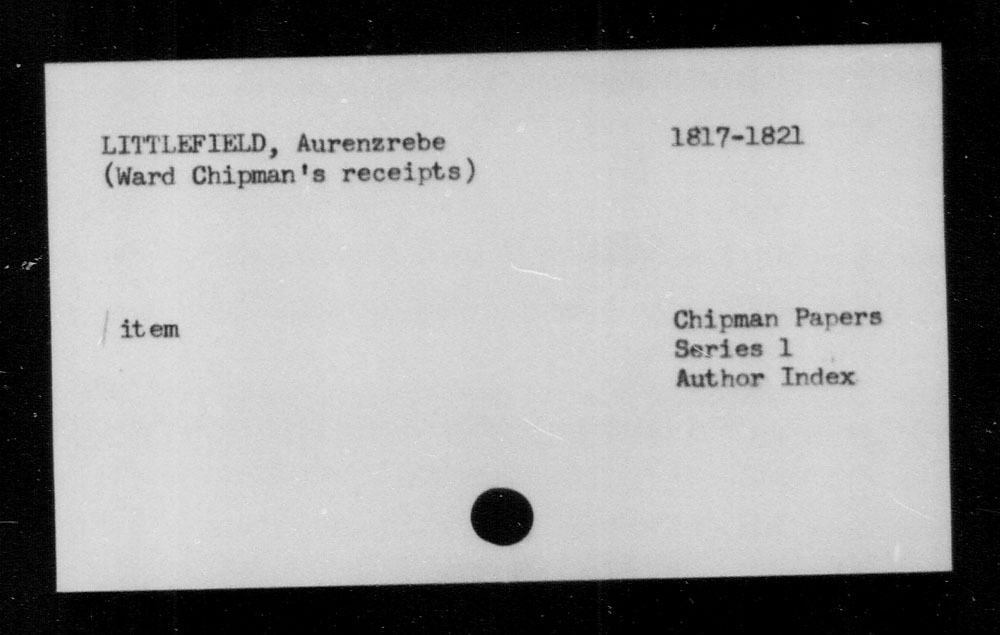 LITTLEFIELD, Aurenzrebe
1817-1821
(Ward Chipman's receipts)
/ item
Chipman Papers
Series 1
Author Index